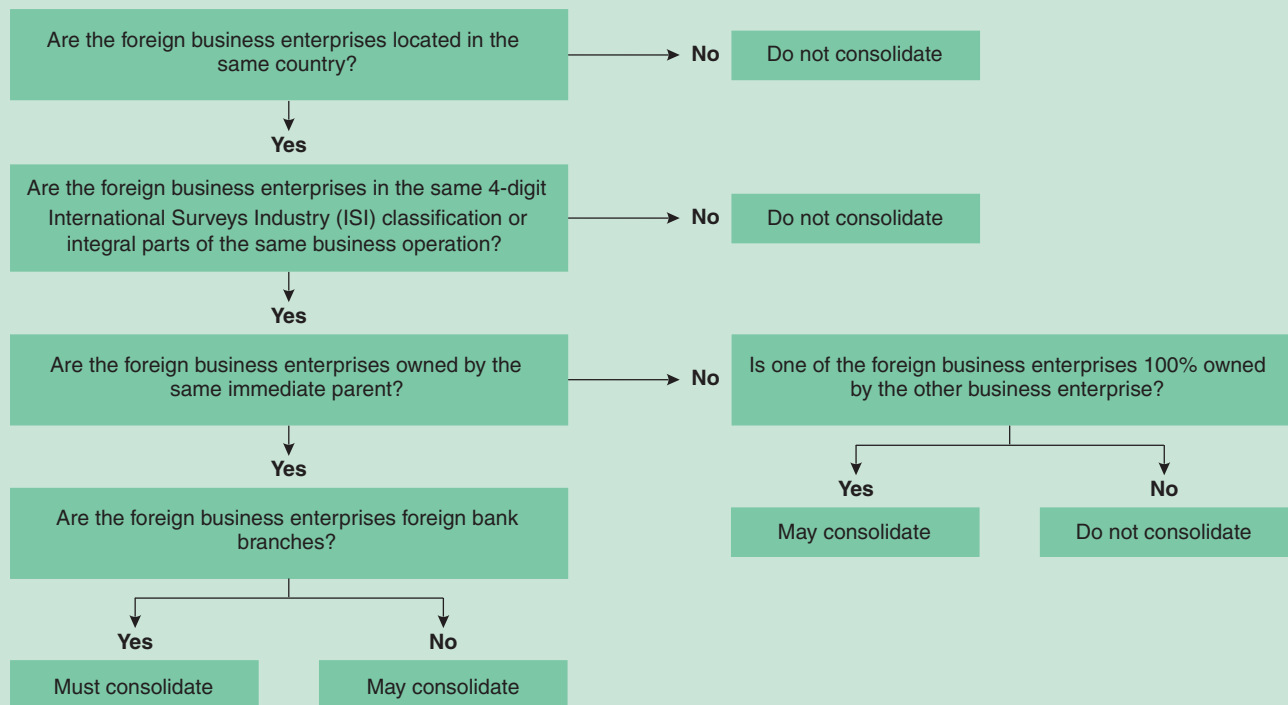 Are the foreign business enterprises located in the
same country?
No
Do not consolidate
Yes
Are the foreign business enterprises in the same 4-digit
International Surveys Industry (ISI) classification or
integral parts of the same business operation?
No
Do not consolidate
Yes
Are the foreign business enterprises owned by the
same immediate parent?
No
Is one of the foreign business enterprises 100% owned
by the other business enterprise?
Yes
No
May consolidate
Do not consolidate
Yes
Are the foreign business enterprises foreign bank
branches?
Yes
No
Must consolidate
May consolidate